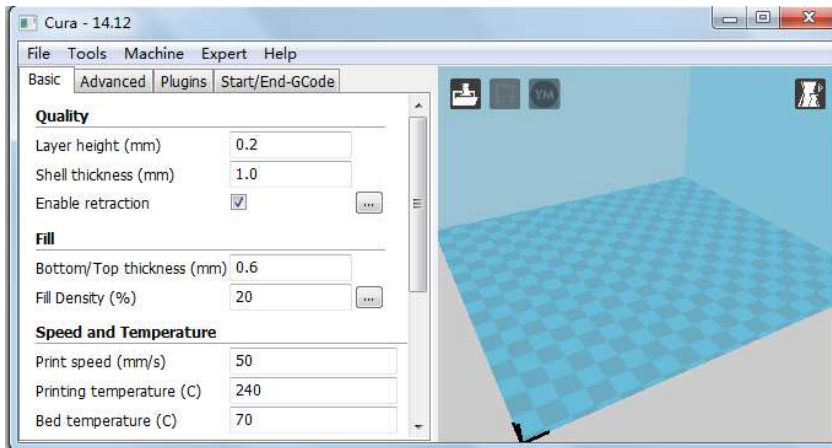 Cura - 14.12
File Tools Machine Expert Help
Basic Advanced Plugins Start/End-GCode
Quality
Layer height (mm) 0.2
Shell thickness (mm) 1.0
Enable retraction ...
Fill
Bottom/Top thickness (mm) 0.6
Fill Density (%) 20 ...
Speed and Temperature
Print speed (mm/s) 50
Printing temperature (C) 240
Bed temperature (C) 70
YM